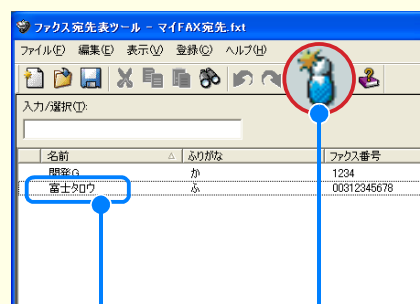 ファクス宛先表ツール - マイFAX宛先.fxt
ファイル(F) 編集(E) 表示(V) 登録(C) ヘルプ(H)
入力/選択(T):
名前 ふりがな ファクス番号
開発G か 1234
富士タロウ ふ 00312345678